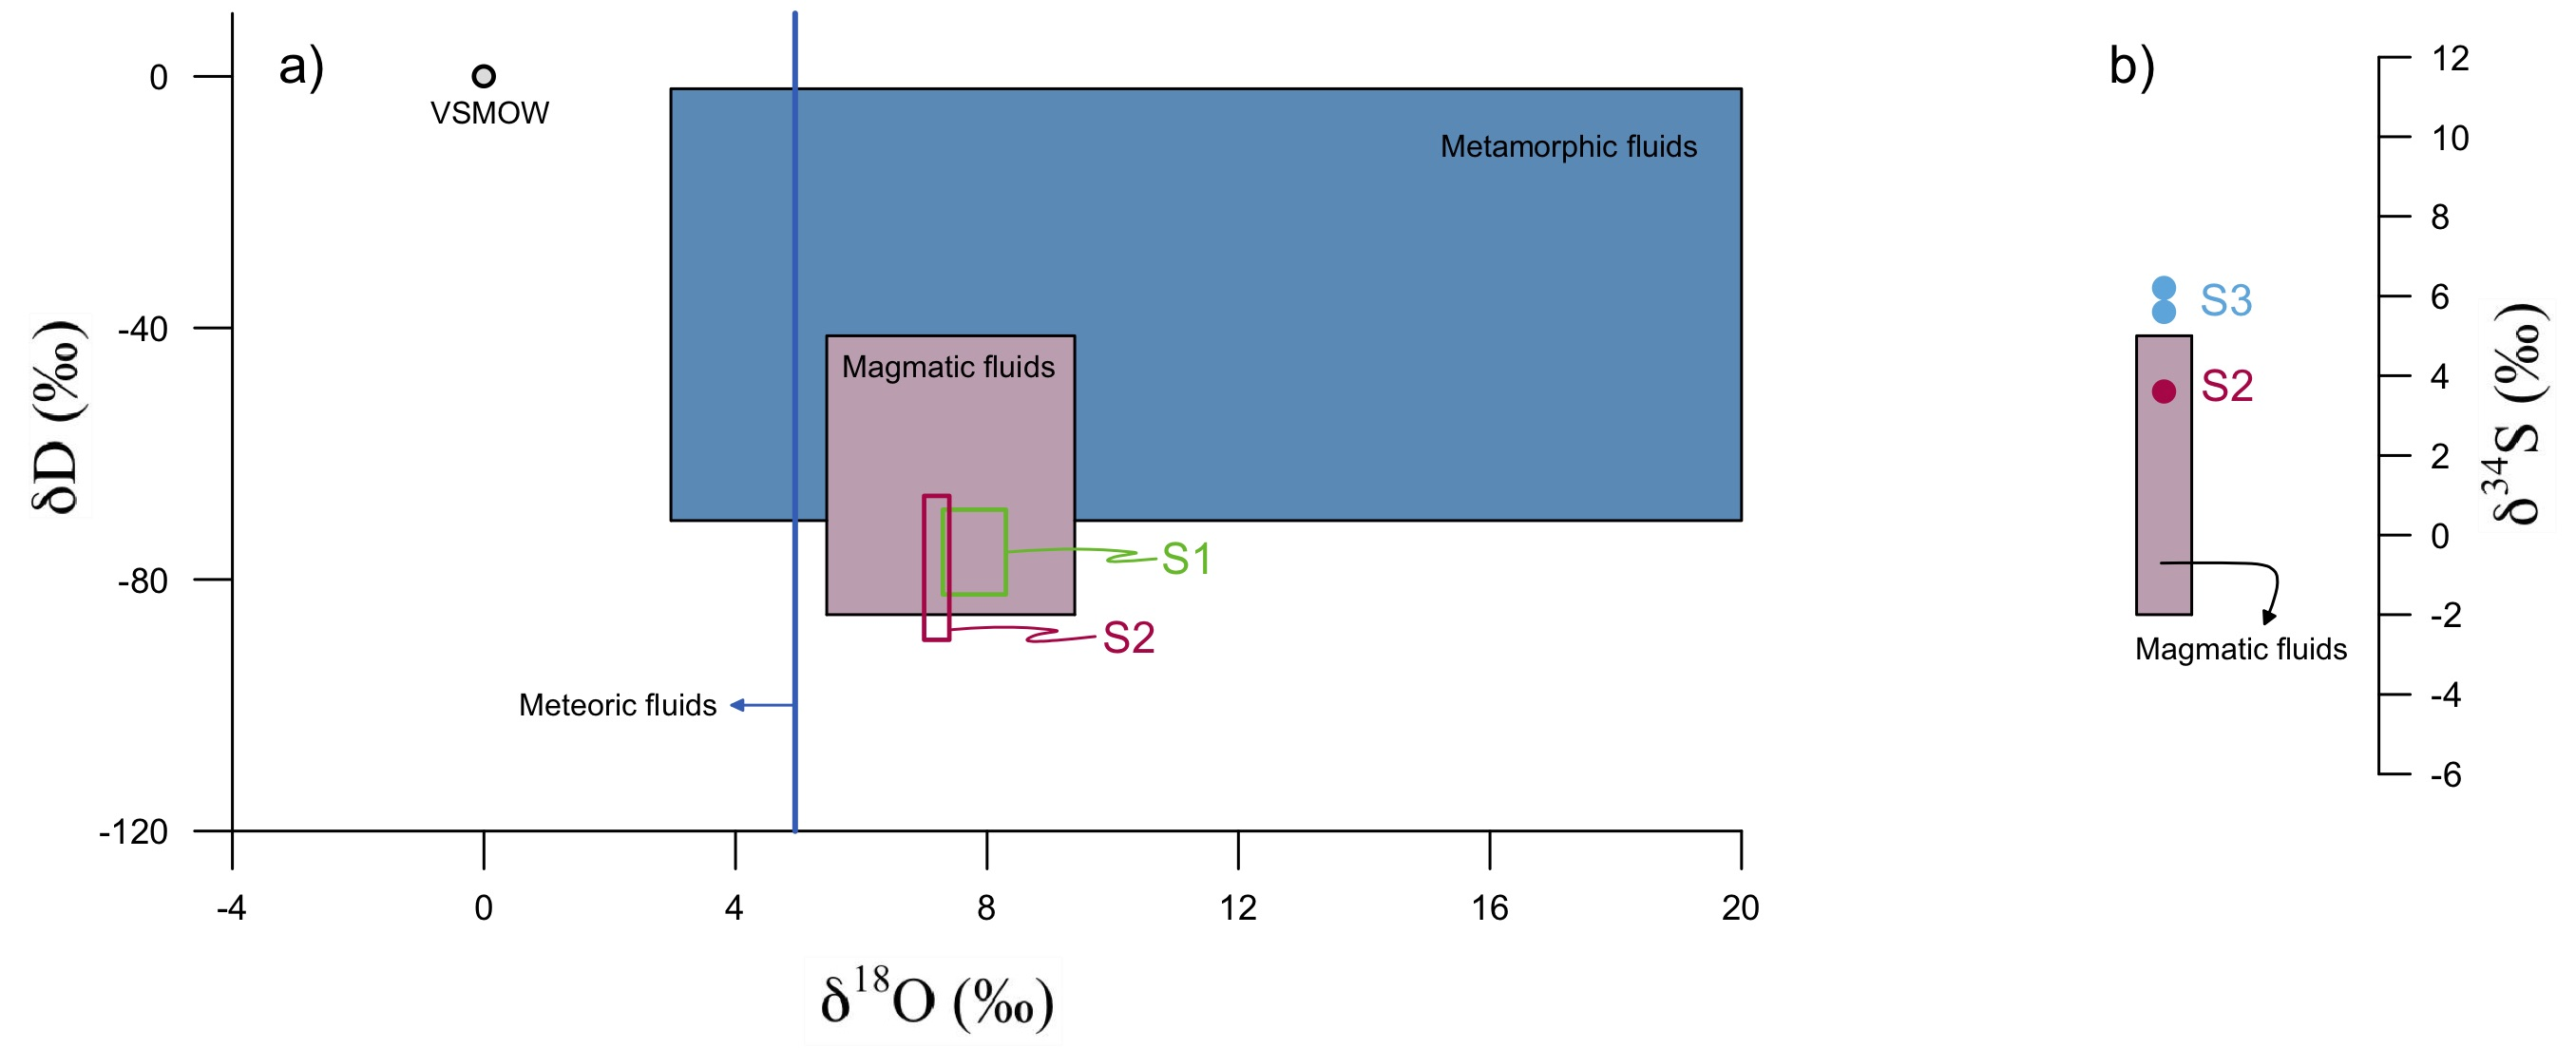 a)
b)
0
-40
-80
-120
δD (‰)
VSMOW
Metamorphic fluids
Magmatic fluids
S1
S2
Meteoric fluids
-4
0
4
8
12
16
20
δ¹⁸O (‰)
S3
S2
Magmatic fluids
12
10
8
6
4
2
0
-2
-4
-6
δ³⁴S (‰)